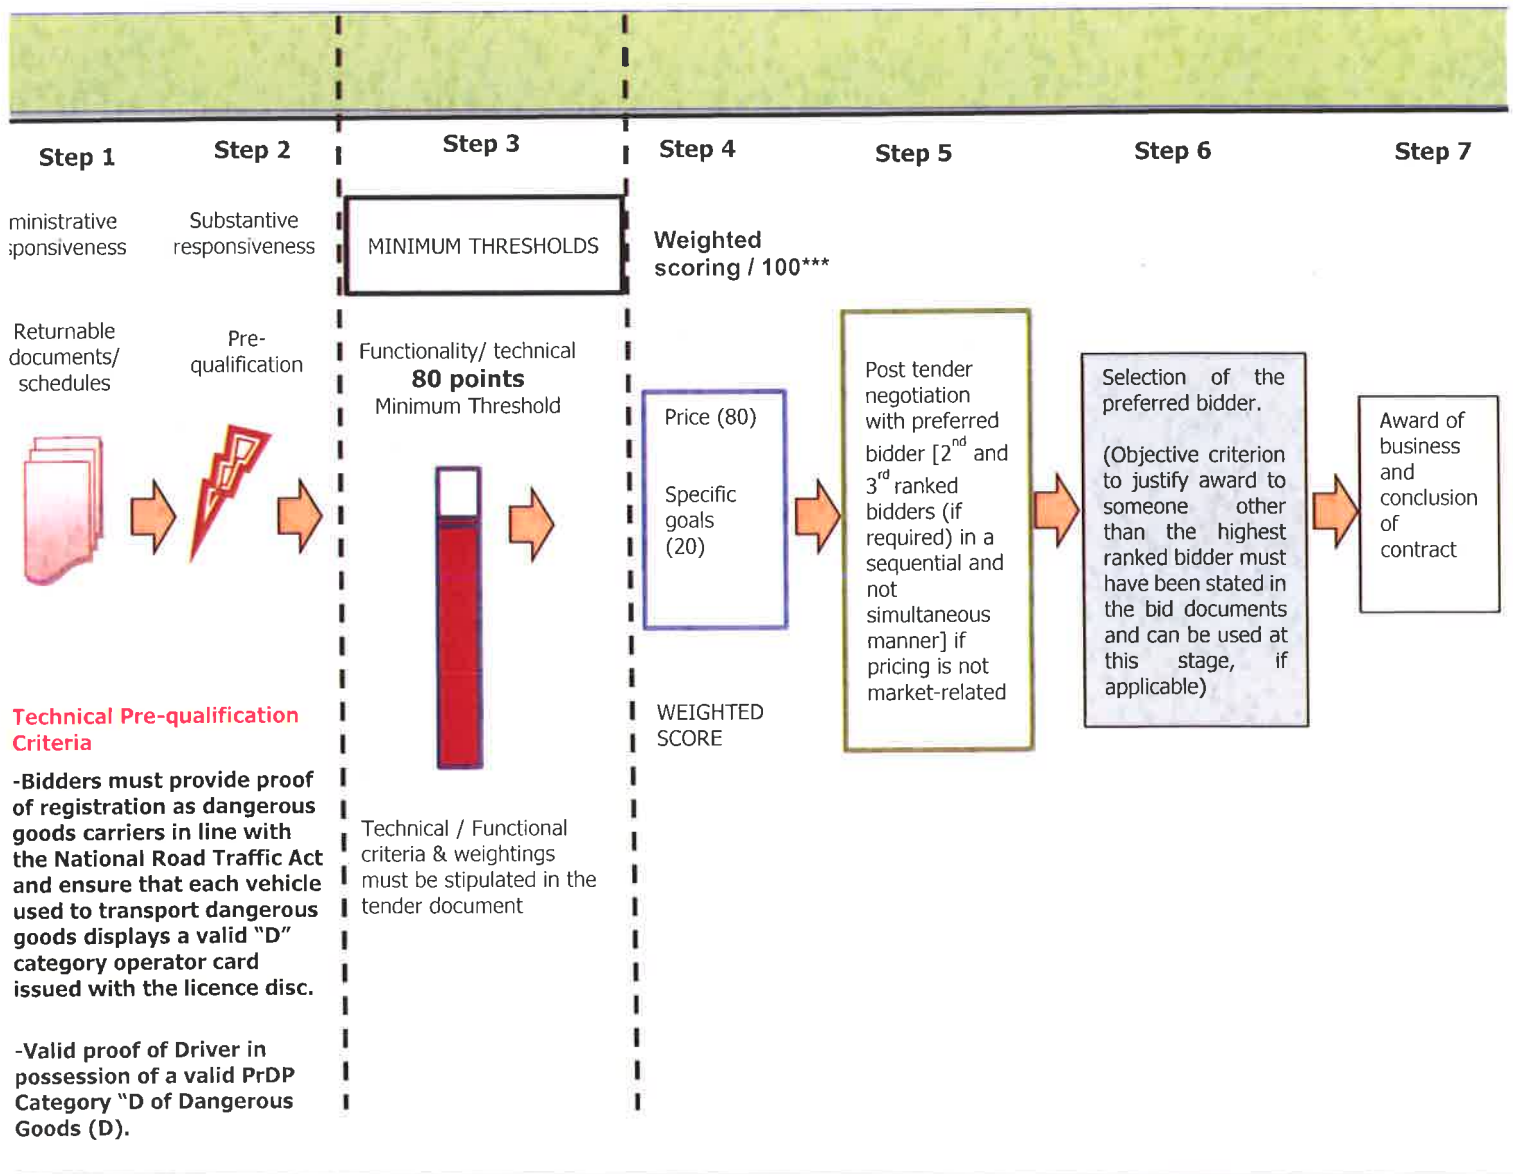 Step 1
Step 2
Step 3
Step 4
Step 5
Step 6
Step 7
ministrative
sponsiveness
Substantive
responsiveness
MINIMUM THRESHOLDS
Weighted
scoring / 100***
Returnable
documents/
schedules
Pre-
qualification
Functionality/ technical
80 points
Minimum Threshold
Price (80)
Specific
goals
(20)
WEIGHTED
SCORE
Post tender
negotiation
with preferred
bidder [2nd and
3rd ranked
bidders (if
required) in a
sequential and
not
simultaneous
manner] if
pricing is not
market-related
Selection of the
preferred bidder.
(Objective criterion
to justify award to
someone other
than the highest
ranked bidder must
have been stated in
the bid documents
and can be used at
this stage, if
applicable)
Award of
business
and
conclusion
of
contract
Technical Pre-qualification
Criteria
-Bidders must provide proof
of registration as dangerous
goods carriers in line with
the National Road Traffic Act
and ensure that each vehicle
used to transport dangerous
goods displays a valid “D”
category operator card
issued with the licence disc.
-Valid proof of Driver in
possession of a valid PrDP
Category “D of Dangerous
Goods (D).
Technical / Functional
criteria & weightings
must be stipulated in the
tender document